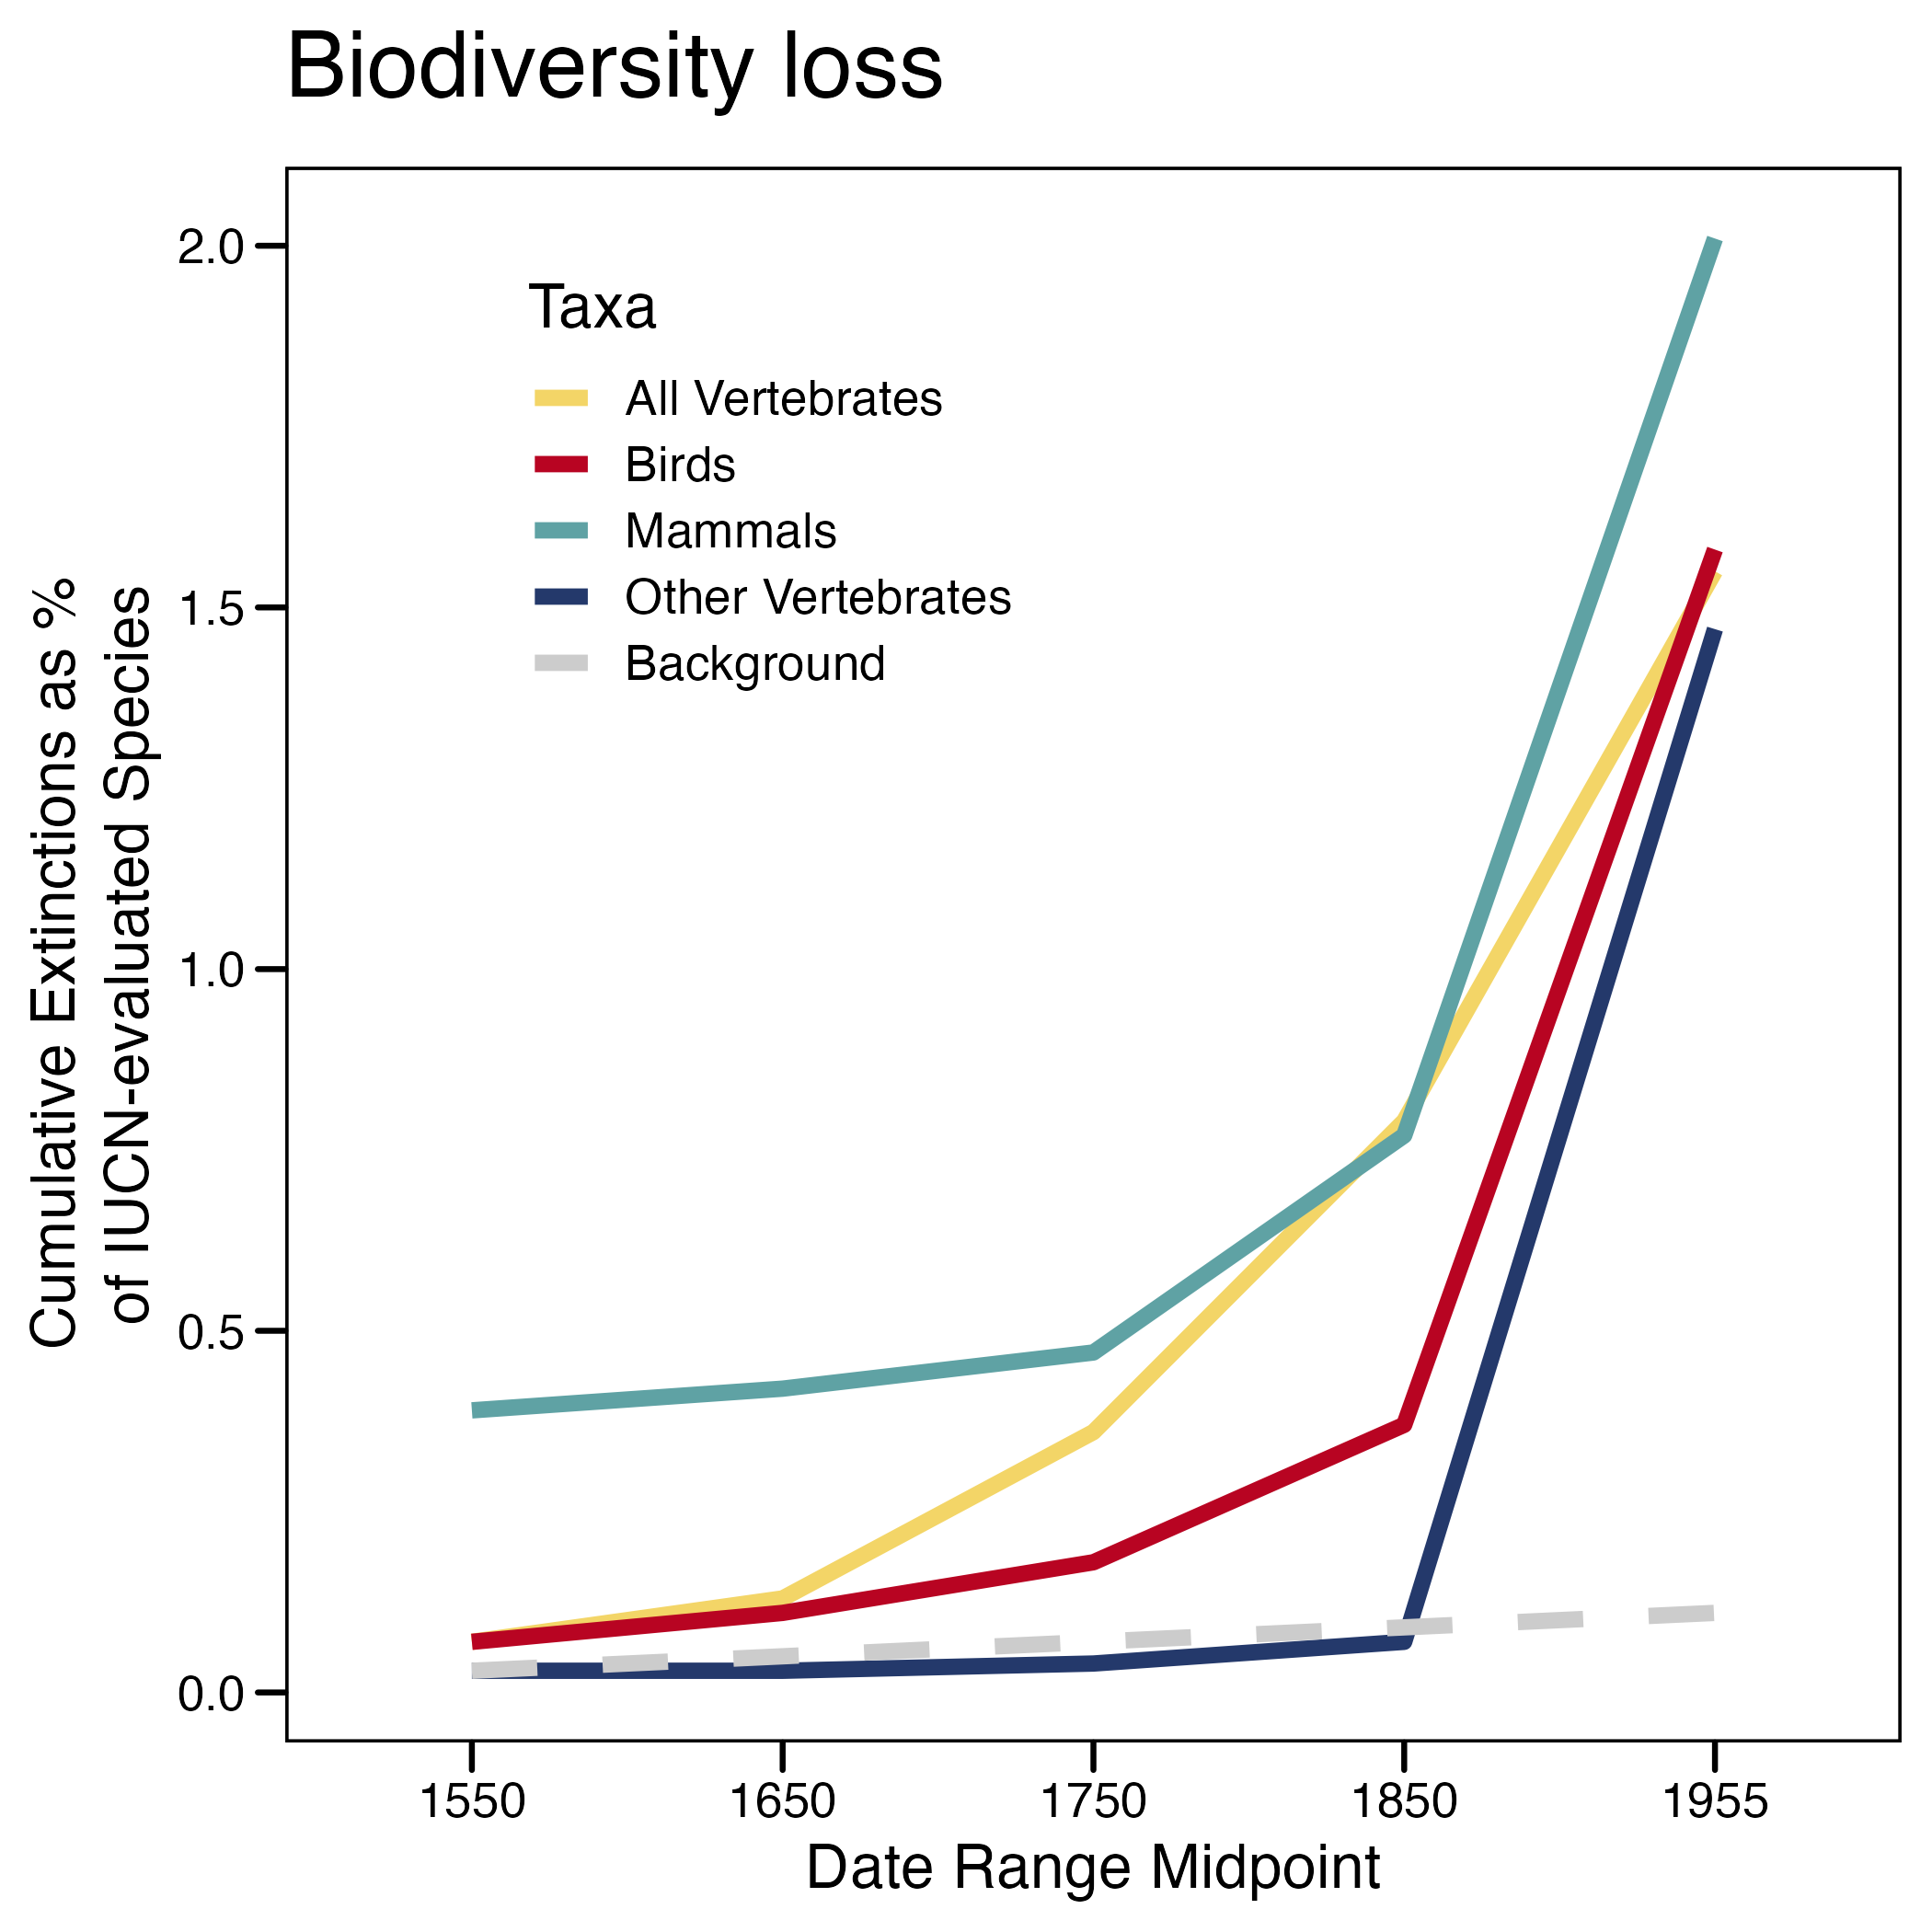 Biodiversity loss
Cumulative Extinctions as %
of IUCN-evaluated Species
2.0
1.5
1.0
0.5
0.0
Taxa
All Vertebrates
Birds
Mammals
Other Vertebrates
Background
1550 1650 1750 1850 1955
Date Range Midpoint